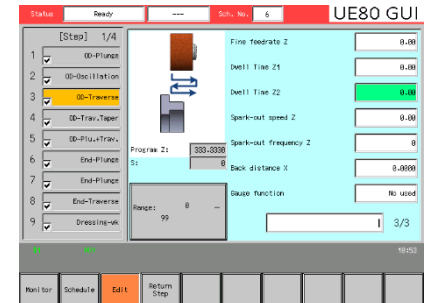 Status Ready --- Sch. No. 6 UE80 GUI
[Step] 1/4
1 OD-Plunge
2 OD-Oscillation
3 OD-Traverse
4 OD-Trav.Taper
5 OD-Plu.+Trav.
6 End-Plunge
7 End-Plunge
8 End-Traverse
9 Dressing-wk
Program Z: 333.3330
S: 0
Range: 0 ~
99
Fine feedrate Z 0.00
Dwell Time Z1 0.00
Dwell Time Z2 0.00
Spark-out speed Z 0.00
Spark-out frequency Z 0
Back distance X 0.0000
Gauge function No used
3/3
18:53
Monitor Schedule Edit Return Step